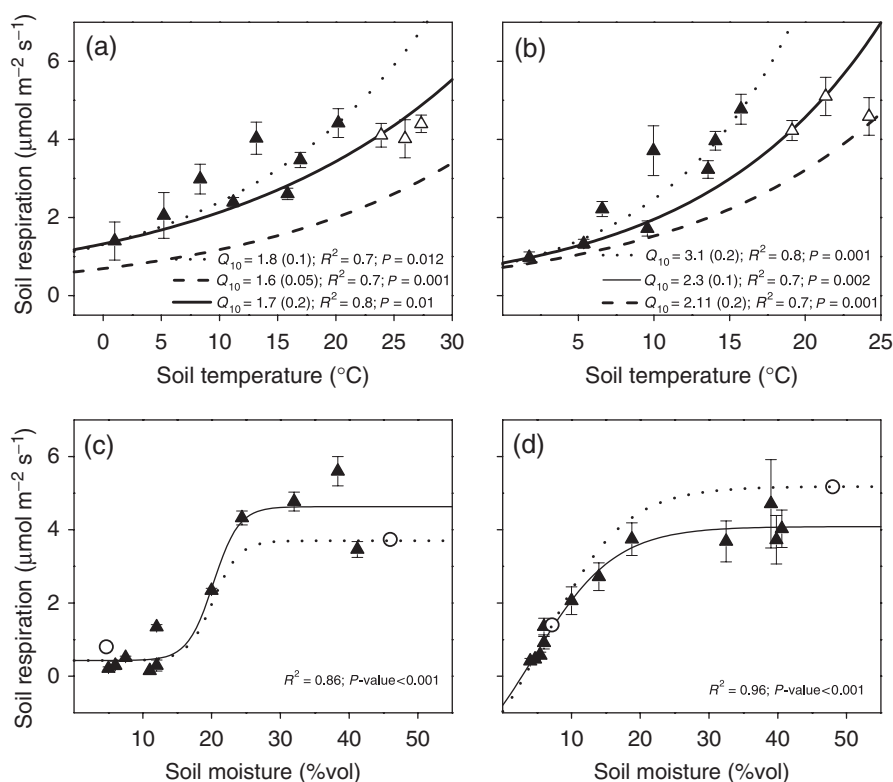 (a)
(b)
Soil respiration (µmol m⁻² s⁻¹)
6
4
2
0
Q₁₀ = 1.8 (0.1); R² = 0.7; P = 0.012
Q₁₀ = 1.6 (0.05); R² = 0.7; P = 0.001
Q₁₀ = 1.7 (0.2); R² = 0.8; P = 0.01
Q₁₀ = 3.1 (0.2); R² = 0.8; P = 0.001
Q₁₀ = 2.3 (0.1); R² = 0.7; P = 0.002
Q₁₀ = 2.11 (0.2); R² = 0.7; P = 0.001
0 5 10 15 20 25 30
5 10 15 20 25
Soil temperature (°C)
Soil temperature (°C)
(c)
(d)
Soil respiration (µmol m⁻² s⁻¹)
6
4
2
0
R² = 0.86; P-value<0.001
R² = 0.96; P-value<0.001
10 20 30 40 50
10 20 30 40 50
Soil moisture (%vol)
Soil moisture (%vol)